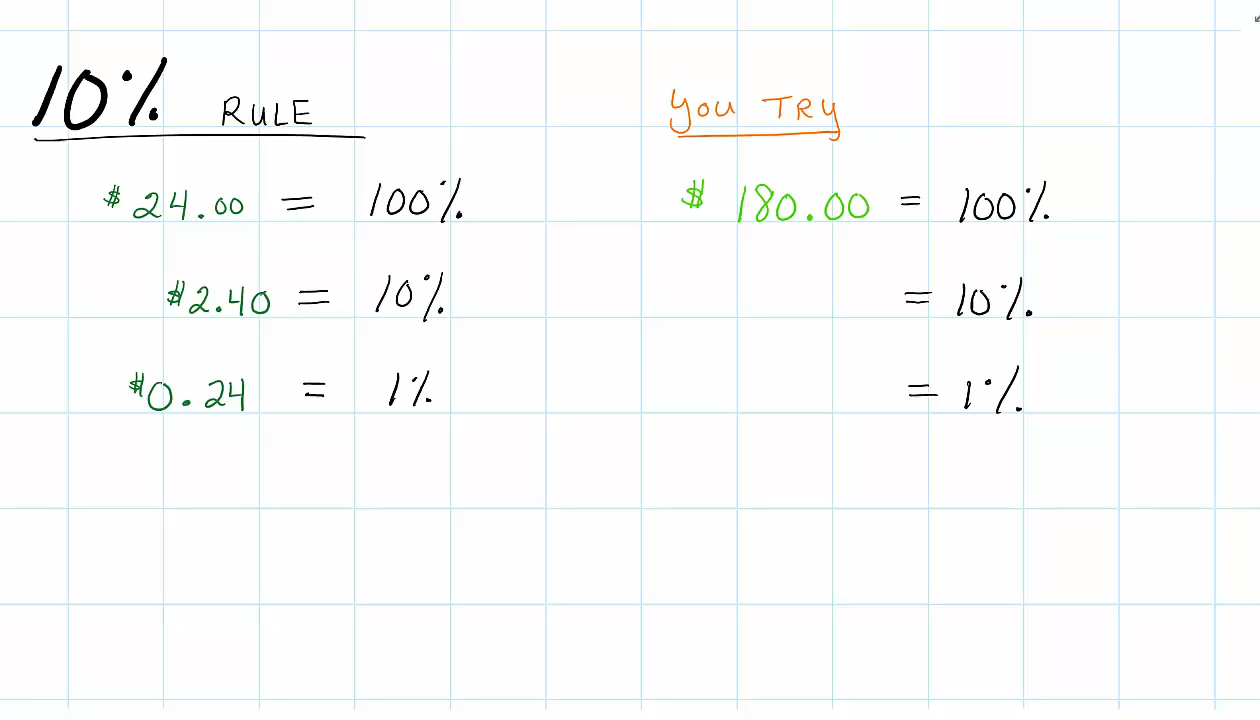 10% RULE
$24.00 = 100%
$2.40 = 10%
$0.24 = 1%
YOU TRY
$ 180.00 = 100%
= 10%
= 1%